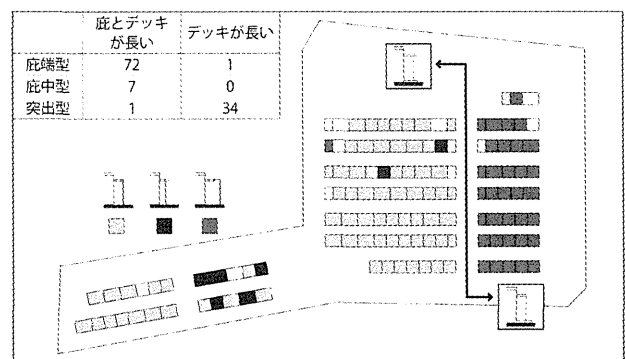 庇とデッキ
が長い
デッキが長い
庇端型 72 1
庇中型 7 0
突出型 1 34